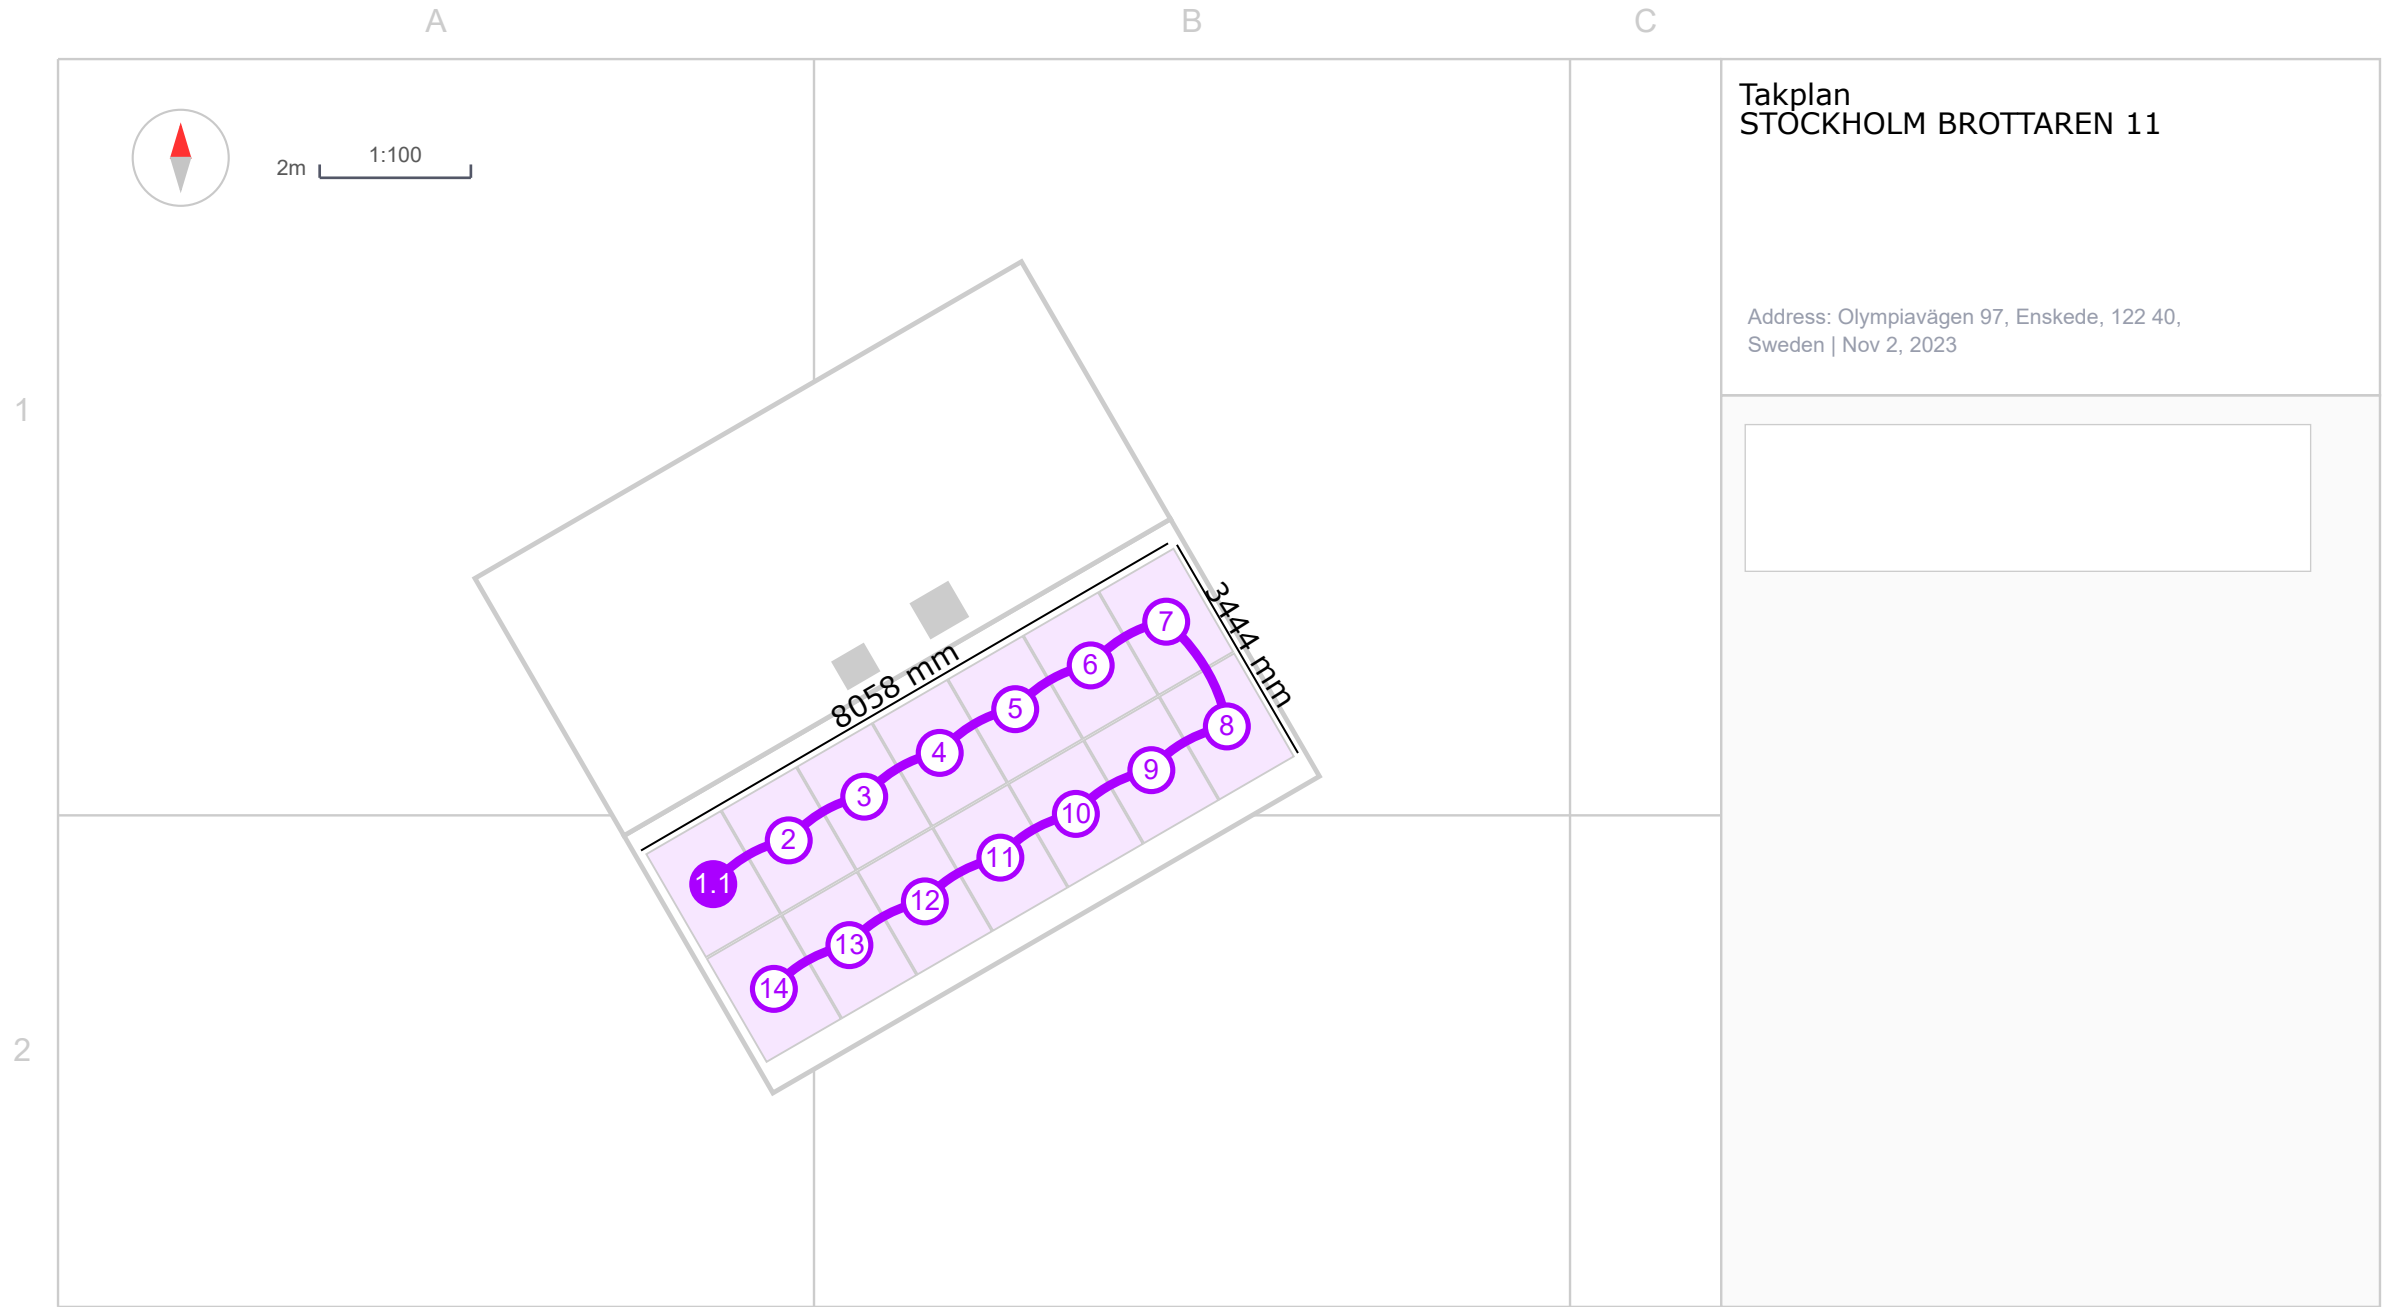 A
B
C
1
2
2m
1:100
Takplan
STOCKHOLM BROTTAREN 11
Address: Olympiavägen 97, Enskede, 122 40,
Sweden | Nov 2, 2023
8058 mm
3444 mm
1.1
2
3
4
5
6
7
8
9
10
11
12
13
14